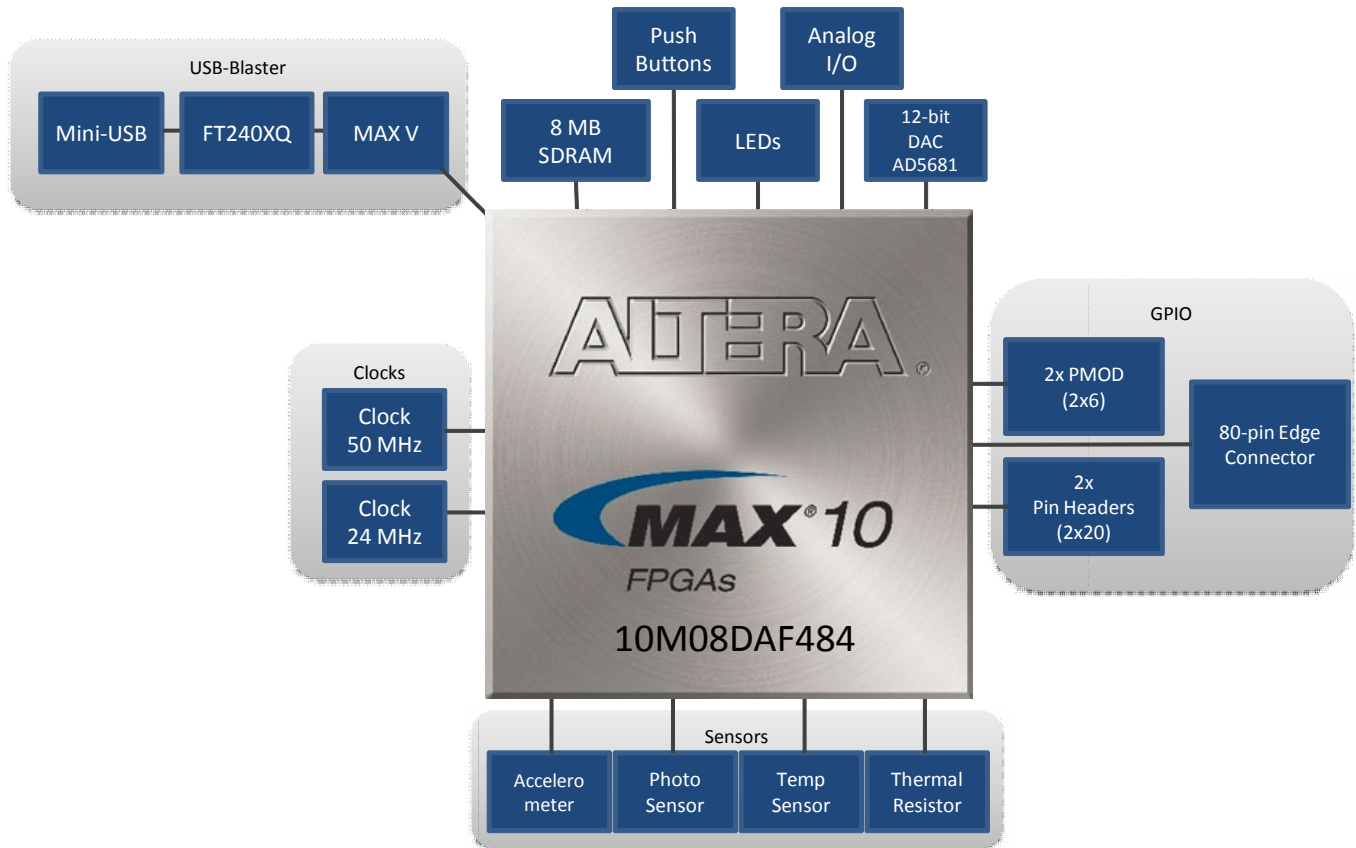 USB-Blaster
Mini-USB
FT240XQ
MAX V
8 MB
SDRAM
Push
Buttons
LEDs
Analog
I/O
12-bit
DAC
AD5681
Clocks
Clock
50 MHz
Clock
24 MHz
ALTERA®
MAX® 10
FPGAs
10M08DAF484
GPIO
2x PMOD
(2x6)
2x
Pin Headers
(2x20)
80-pin Edge
Connector
Sensors
Accelero
meter
Photo
Sensor
Temp
Sensor
Thermal
Resistor